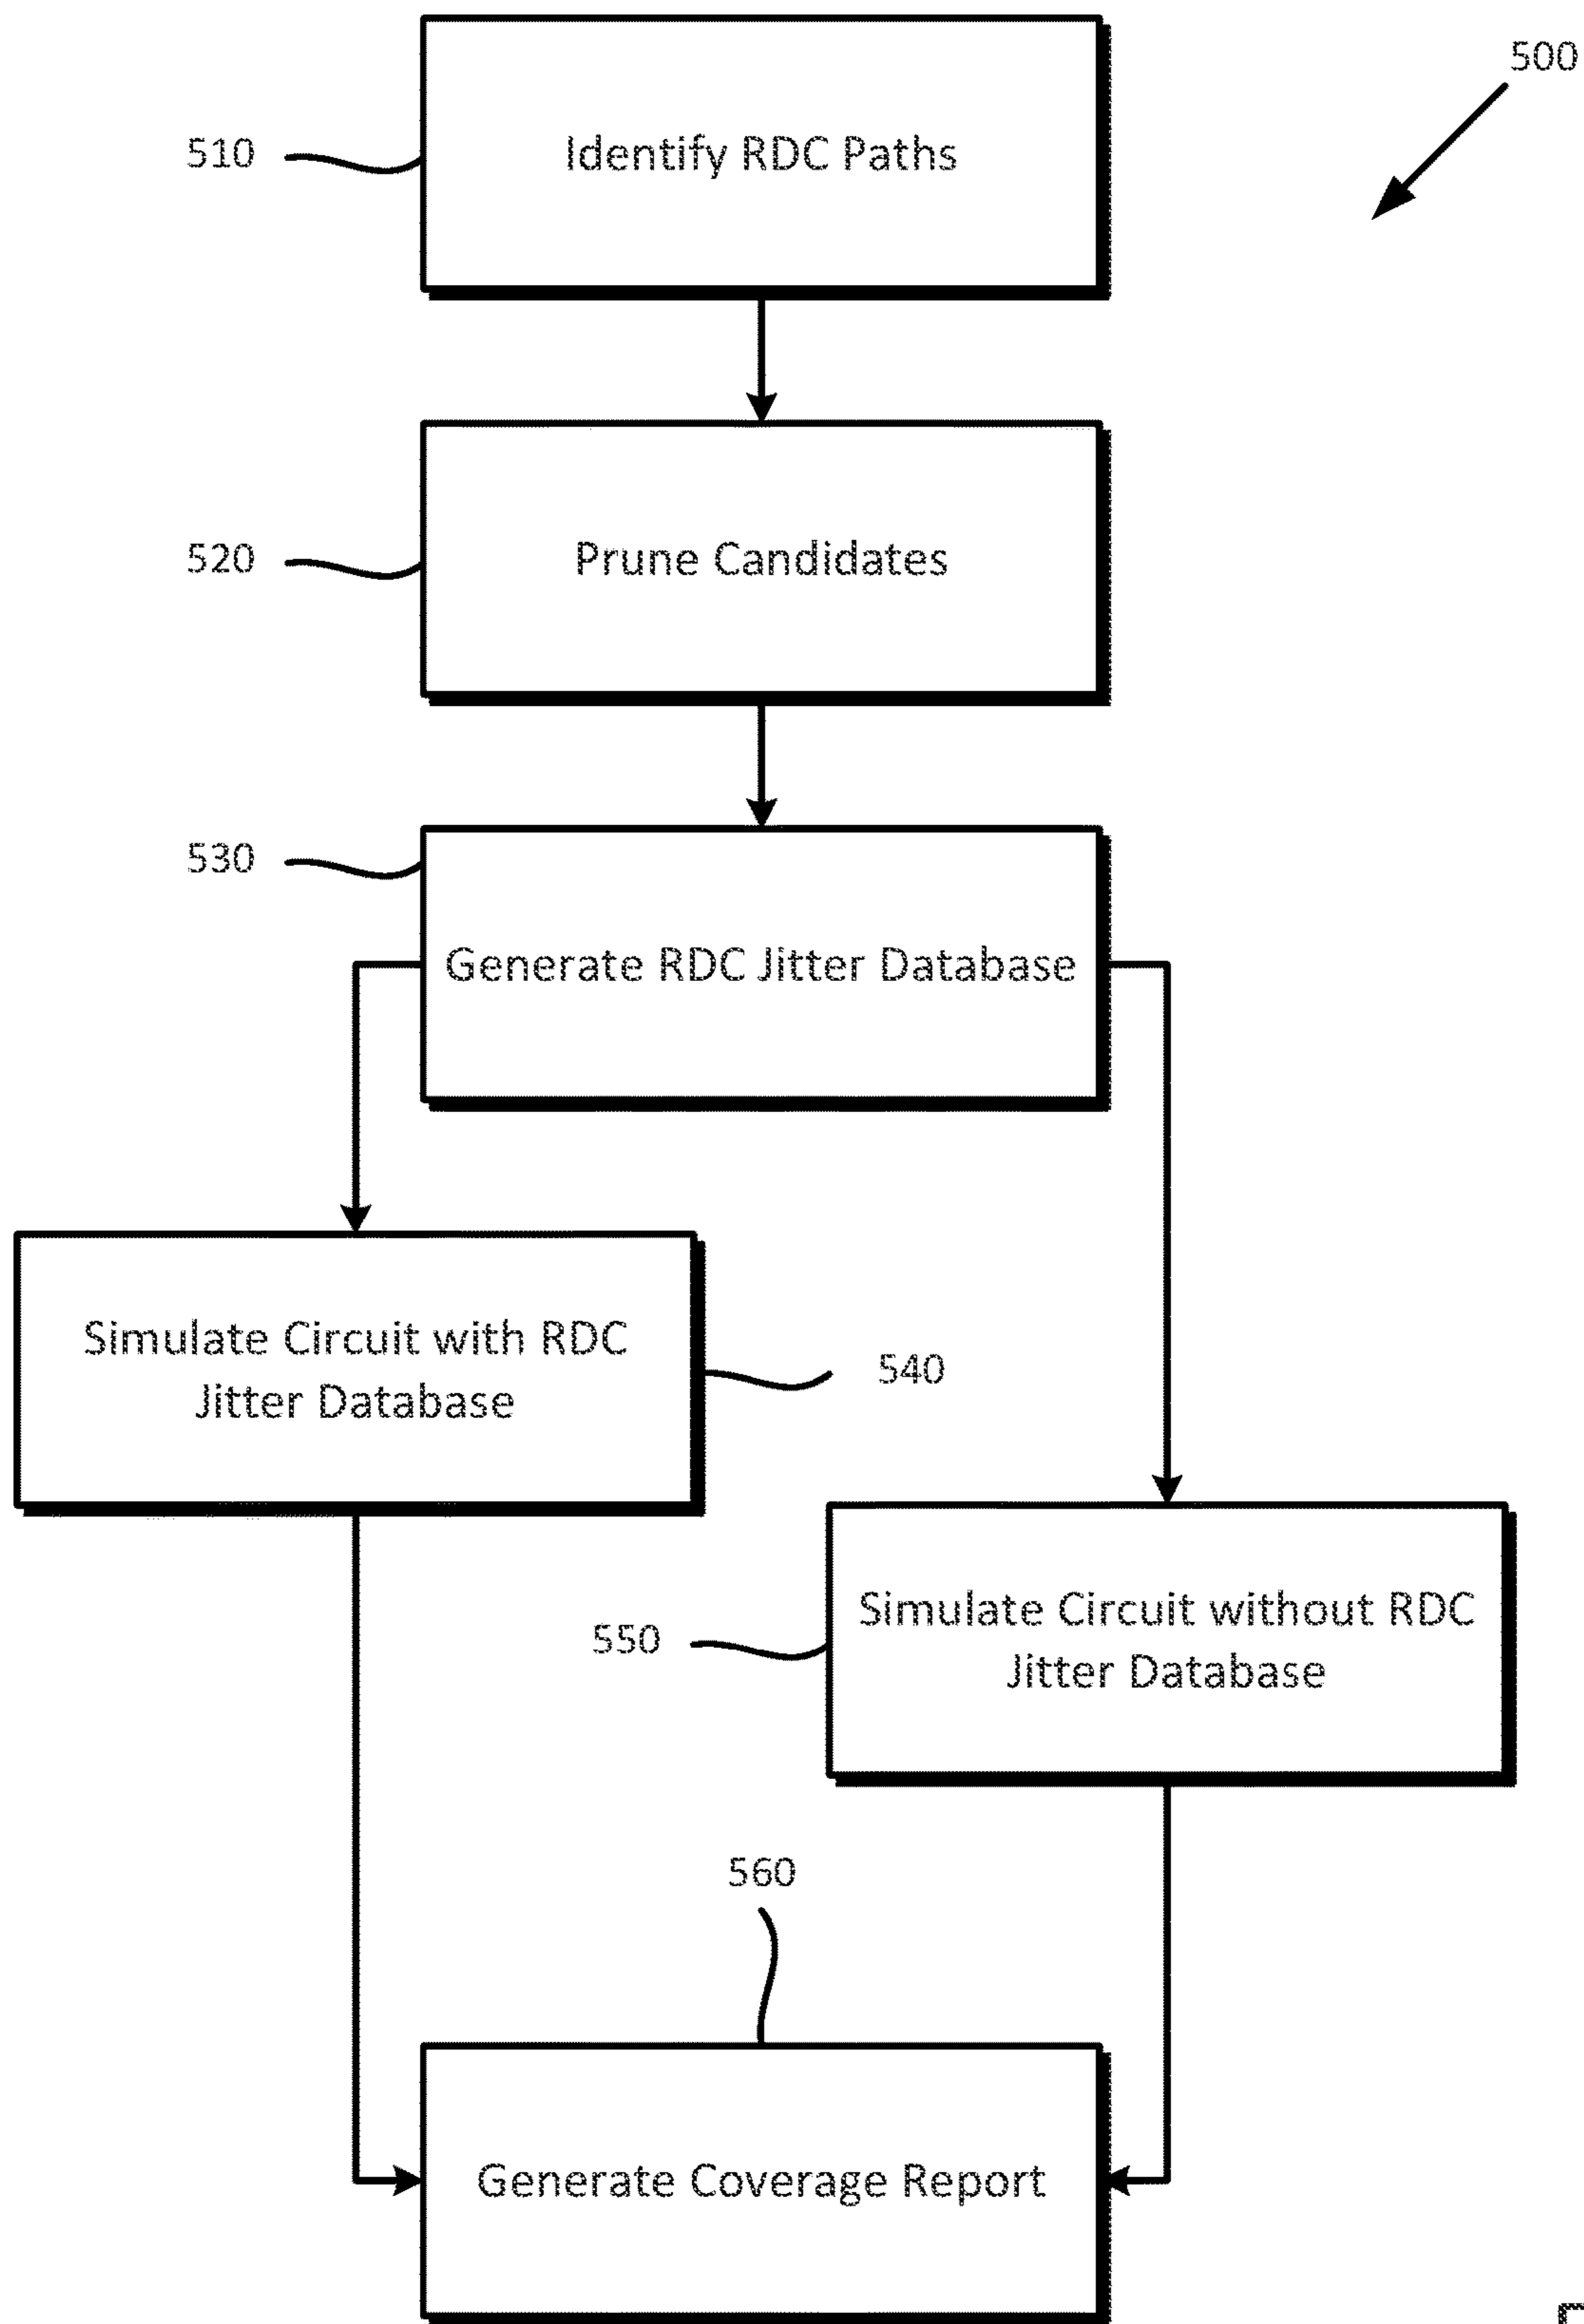 500
510
Identify RDC Paths
520
Prune Candidates
530
Generate RDC Jitter Database
Simulate Circuit with RDC
Jitter Database
540
Simulate Circuit without RDC
Jitter Database
550
560
Generate Coverage Report